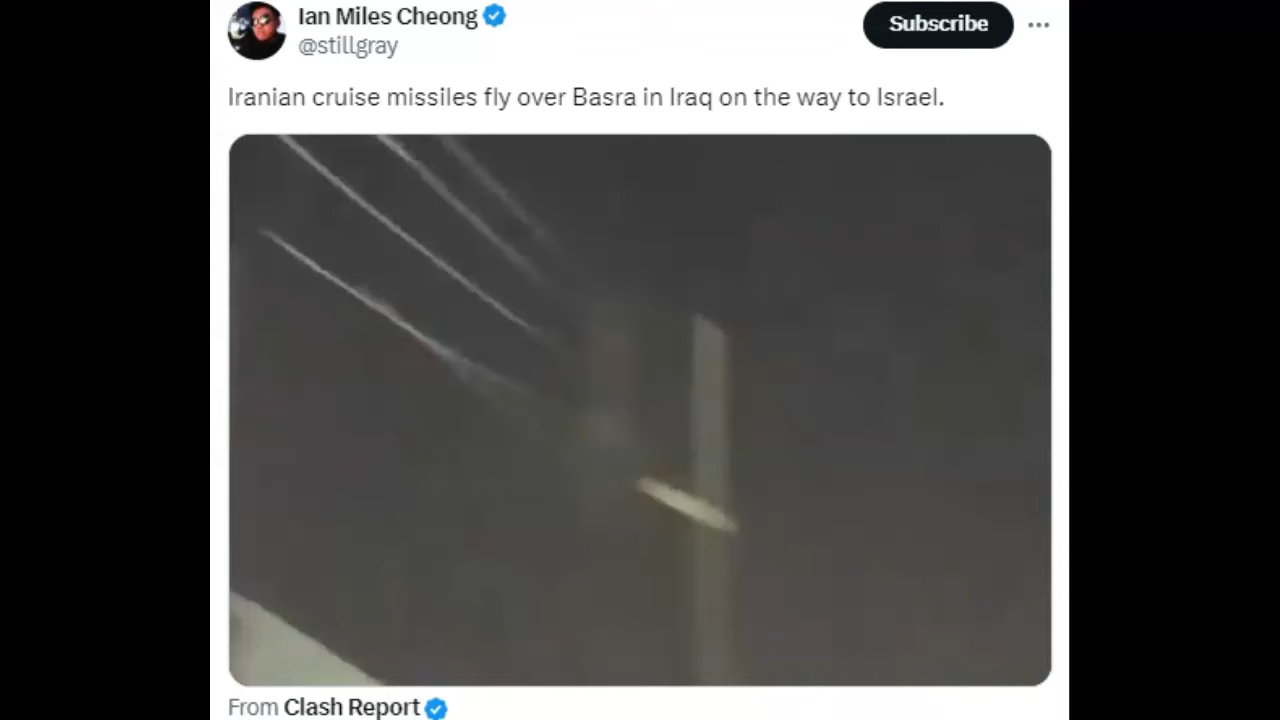 Ian Miles Cheong
Subscribe
@stillgray
Iranian cruise missiles fly over Basra in Iraq on the way to Israel.
From Clash Report